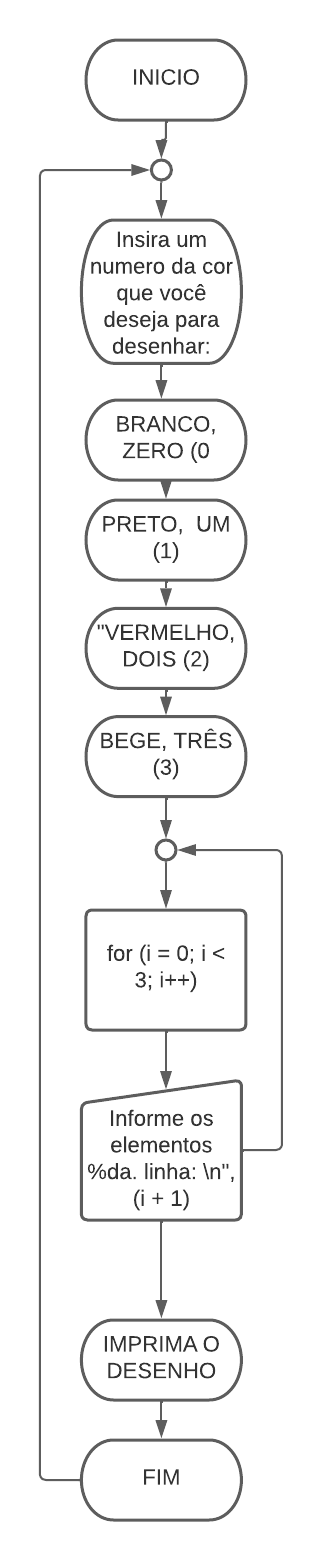 INICIO
Insira um
numero da cor
que você
deseja para
desenhar:
BRANCO,
ZERO (0
PRETO,  UM
(1)
"VERMELHO,
DOIS (2)
BEGE, TRÊS
(3)
for (i = 0; i <
3; i++)
Informe os
elementos
%da. linha: \n",
(i + 1)
IMPRIMA O
DESENHO
FIM